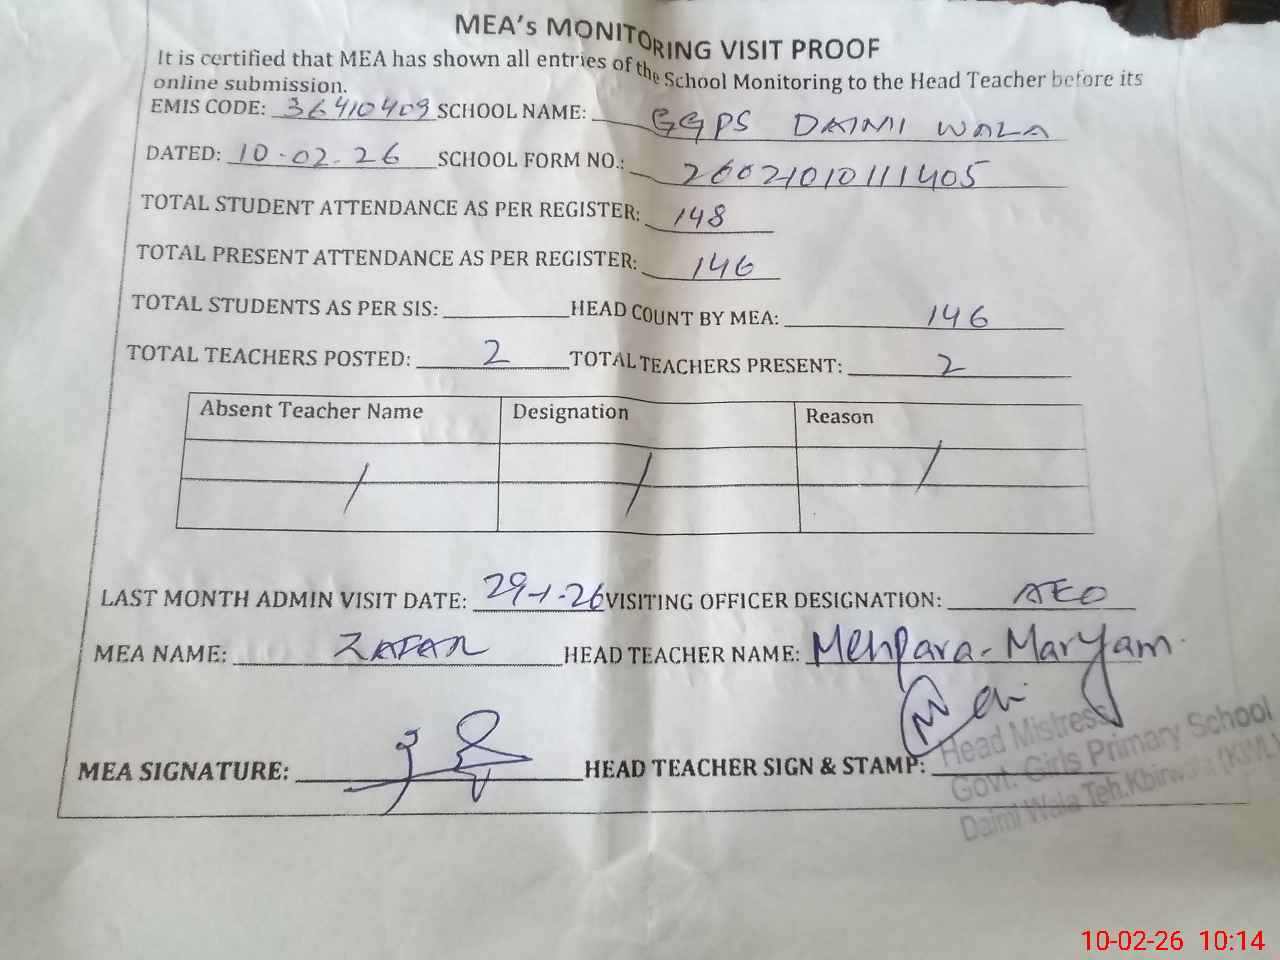 MEA's MONITORING VISIT PROOF
It is certified that MEA has shown all entries of the School Monitoring to the Head Teacher before its
online submission.
EMIS CODE: 36410409 SCHOOL NAME: GGPS DAIMI WALA
DATED: 10-02-26 SCHOOL FORM NO.: 26021010111405
TOTAL STUDENT ATTENDANCE AS PER REGISTER: 148
TOTAL PRESENT ATTENDANCE AS PER REGISTER: 146
TOTAL STUDENTS AS PER SIS: HEAD COUNT BY MEA: 146
TOTAL TEACHERS POSTED: 2 TOTAL TEACHERS PRESENT: 2
Absent Teacher Name Designation Reason
/ / /
LAST MONTH ADMIN VISIT DATE: 29-1-26 VISITING OFFICER DESIGNATION: AEO
MEA NAME: ZAFAR HEAD TEACHER NAME: Mehpara-Maryam.
MEA SIGNATURE: HEAD TEACHER SIGN & STAMP:
Head Mistress
Govt. Girls Primary School
Daimi Wala Teh.Kbirwala (KWL)
10-02-26 10:14